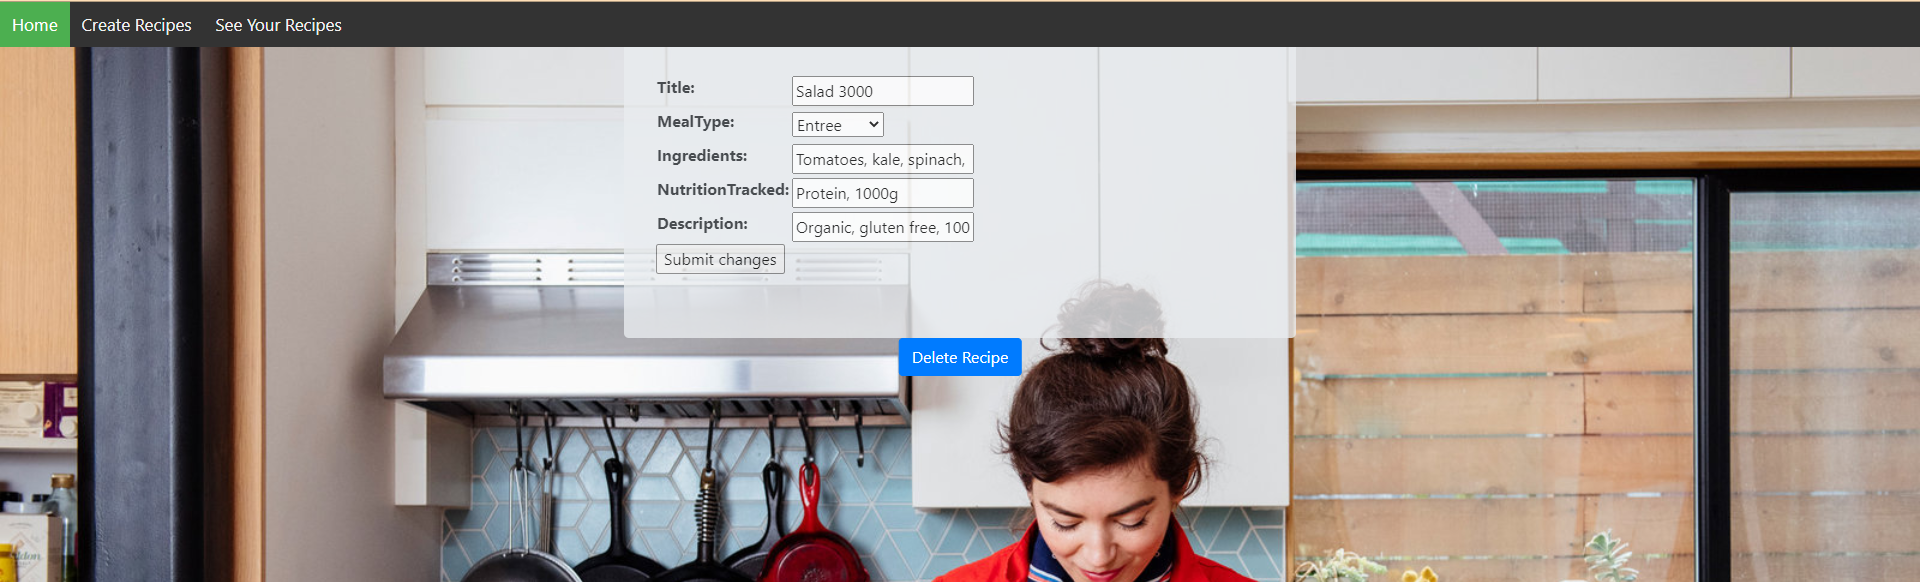 Home Create Recipes See Your Recipes
Title: Salad 3000
MealType: Entree
Ingredients: Tomatoes, kale, spinach,
NutritionTracked: Protein, 1000g
Description: Organic, gluten free, 100
Submit changes
Delete Recipe